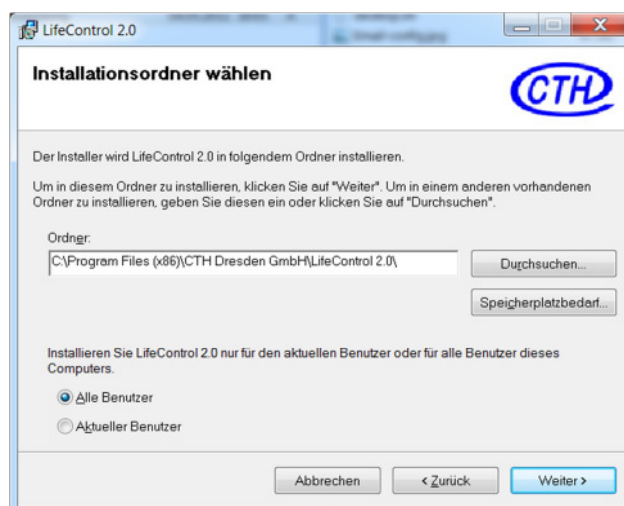 LifeControl 2.0
Installationsordner wählen
CTH
Der Installer wird LifeControl 2.0 in folgendem Ordner installieren.
Um in diesem Ordner zu installieren, klicken Sie auf "Weiter". Um in einem anderen vorhandenen
Ordner zu installieren, geben Sie diesen ein oder klicken Sie auf "Durchsuchen".
Ordner:
C:\Program Files (x86)\CTH Dresden GmbH\LifeControl 2.0\
Durchsuchen...
Speicherplatzbedarf...
Installieren Sie LifeControl 2.0 nur für den aktuellen Benutzer oder für alle Benutzer dieses
Computers.
Alle Benutzer
Aktueller Benutzer
Abbrechen
< Zurück
Weiter >